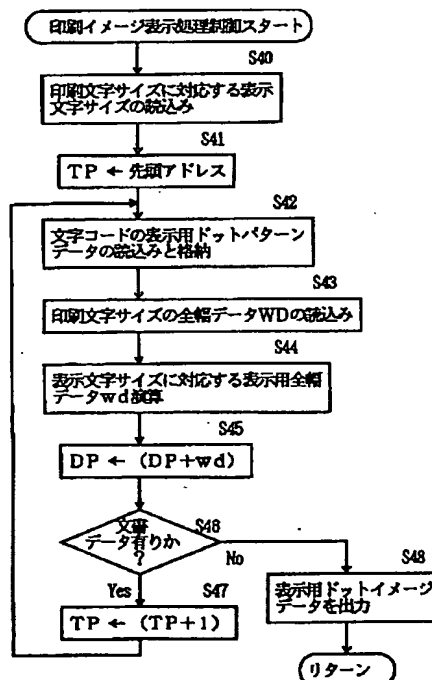 印刷イメージ表示処理制御スタート
S40
印刷文字サイズに対応する表示
文字サイズの読込み
S41
TP ← 先頭アドレス
S42
文字コードの表示用ドットパターン
データの読込みと格納
S43
印刷文字サイズの全幅データWDの読込み
S44
表示文字サイズに対応する表示用全幅
データwd演算
S45
DP ← (DP+wd)
文書
データ有りか
?
S46
No
Yes
S47
TP ← (TP+1)
S48
表示用ドットイメージ
データを出力
リターン